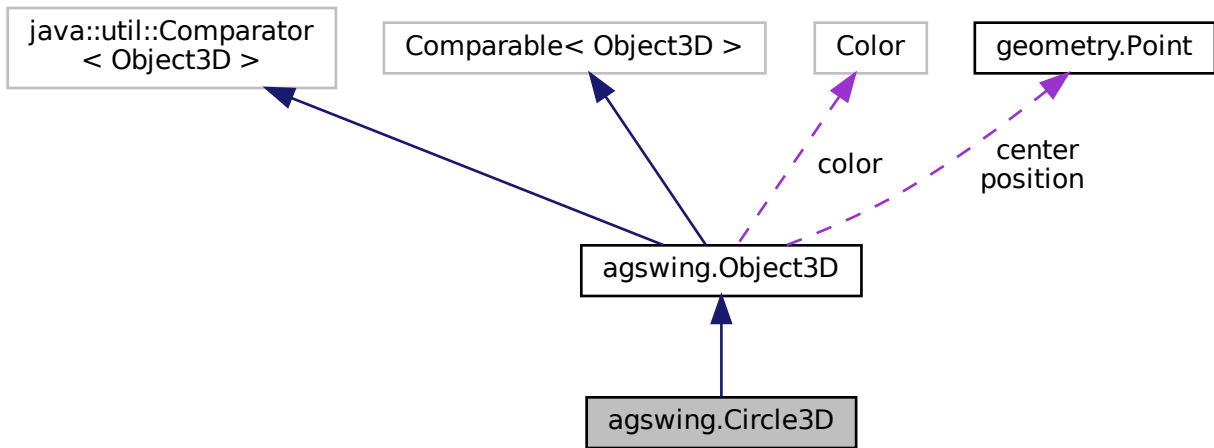 java::util::Comparator
< Object3D >
Comparable< Object3D >
Color
geometry.Point
color
center
position
agswing.Object3D
agswing.Circle3D